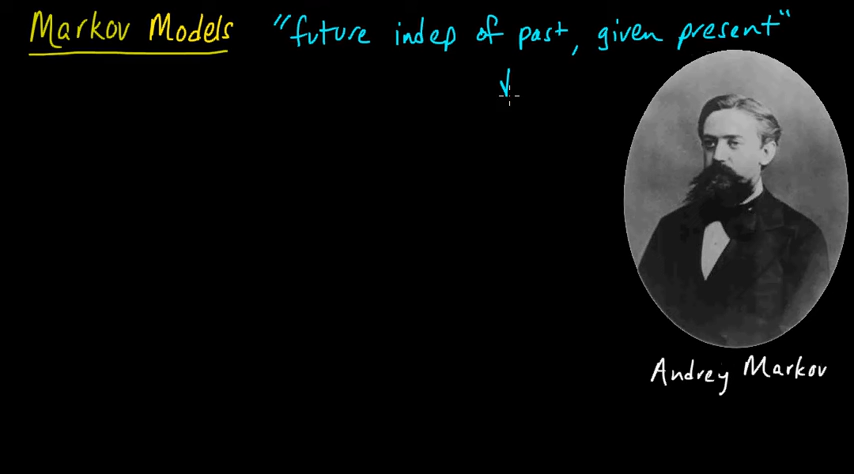 Markov Models "future indep of past, given present"
Andrey Markov